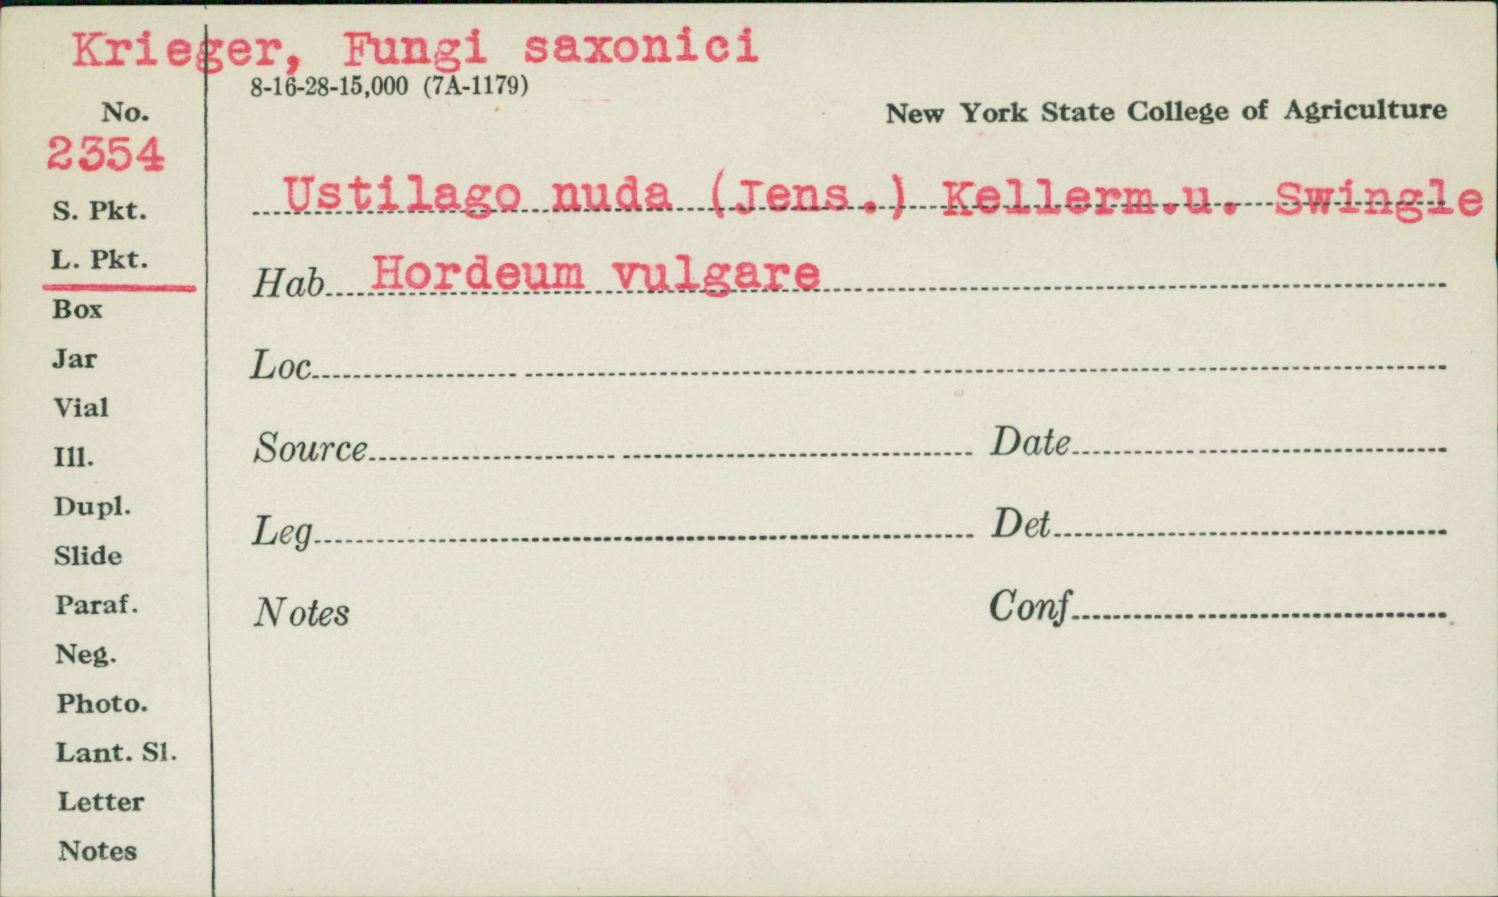 Krieger, Fungi saxonici
8-16-28-15,000 (7A-1179)
No.
New York State College of Agriculture
2354
Ustilago nuda (Jens.) Kellerm.u. Swingle
S. Pkt.
L. Pkt.
Hab. Hordeum vulgare
Box
Jar
Loc.
Vial
Source
Date
Ill.
Dupl.
Leg
Det
Slide
Paraf.
Notes
Conf
Neg.
Photo.
Lant. Sl.
Letter
Notes